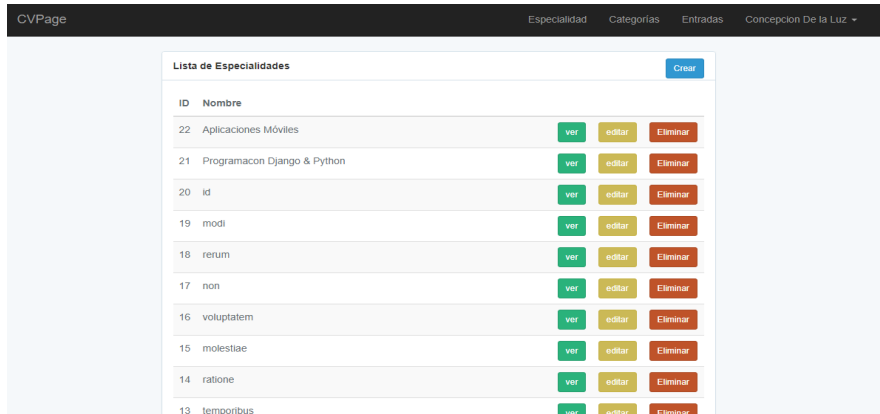 CVPage Especialidad Categorías Entradas Concepcion De la Luz
Lista de Especialidades Crear
ID Nombre
22 Aplicaciones Móviles ver editar Eliminar
21 Programacon Django & Python ver editar Eliminar
20 id ver editar Eliminar
19 modi ver editar Eliminar
18 rerum ver editar Eliminar
17 non ver editar Eliminar
16 voluptatem ver editar Eliminar
15 molestiae ver editar Eliminar
14 ratione ver editar Eliminar
13 temporibus ver editar Eliminar